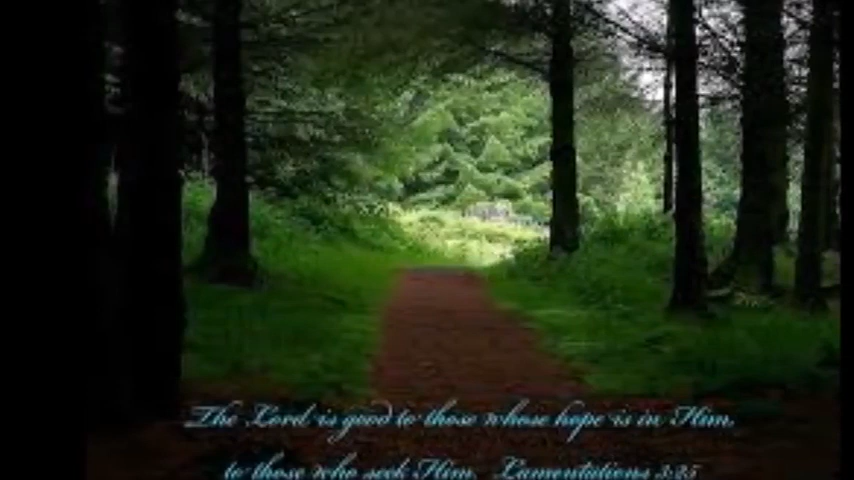 The Lord is good to those whose hope is in Him,
to those who seek Him. Lamentations 3:25